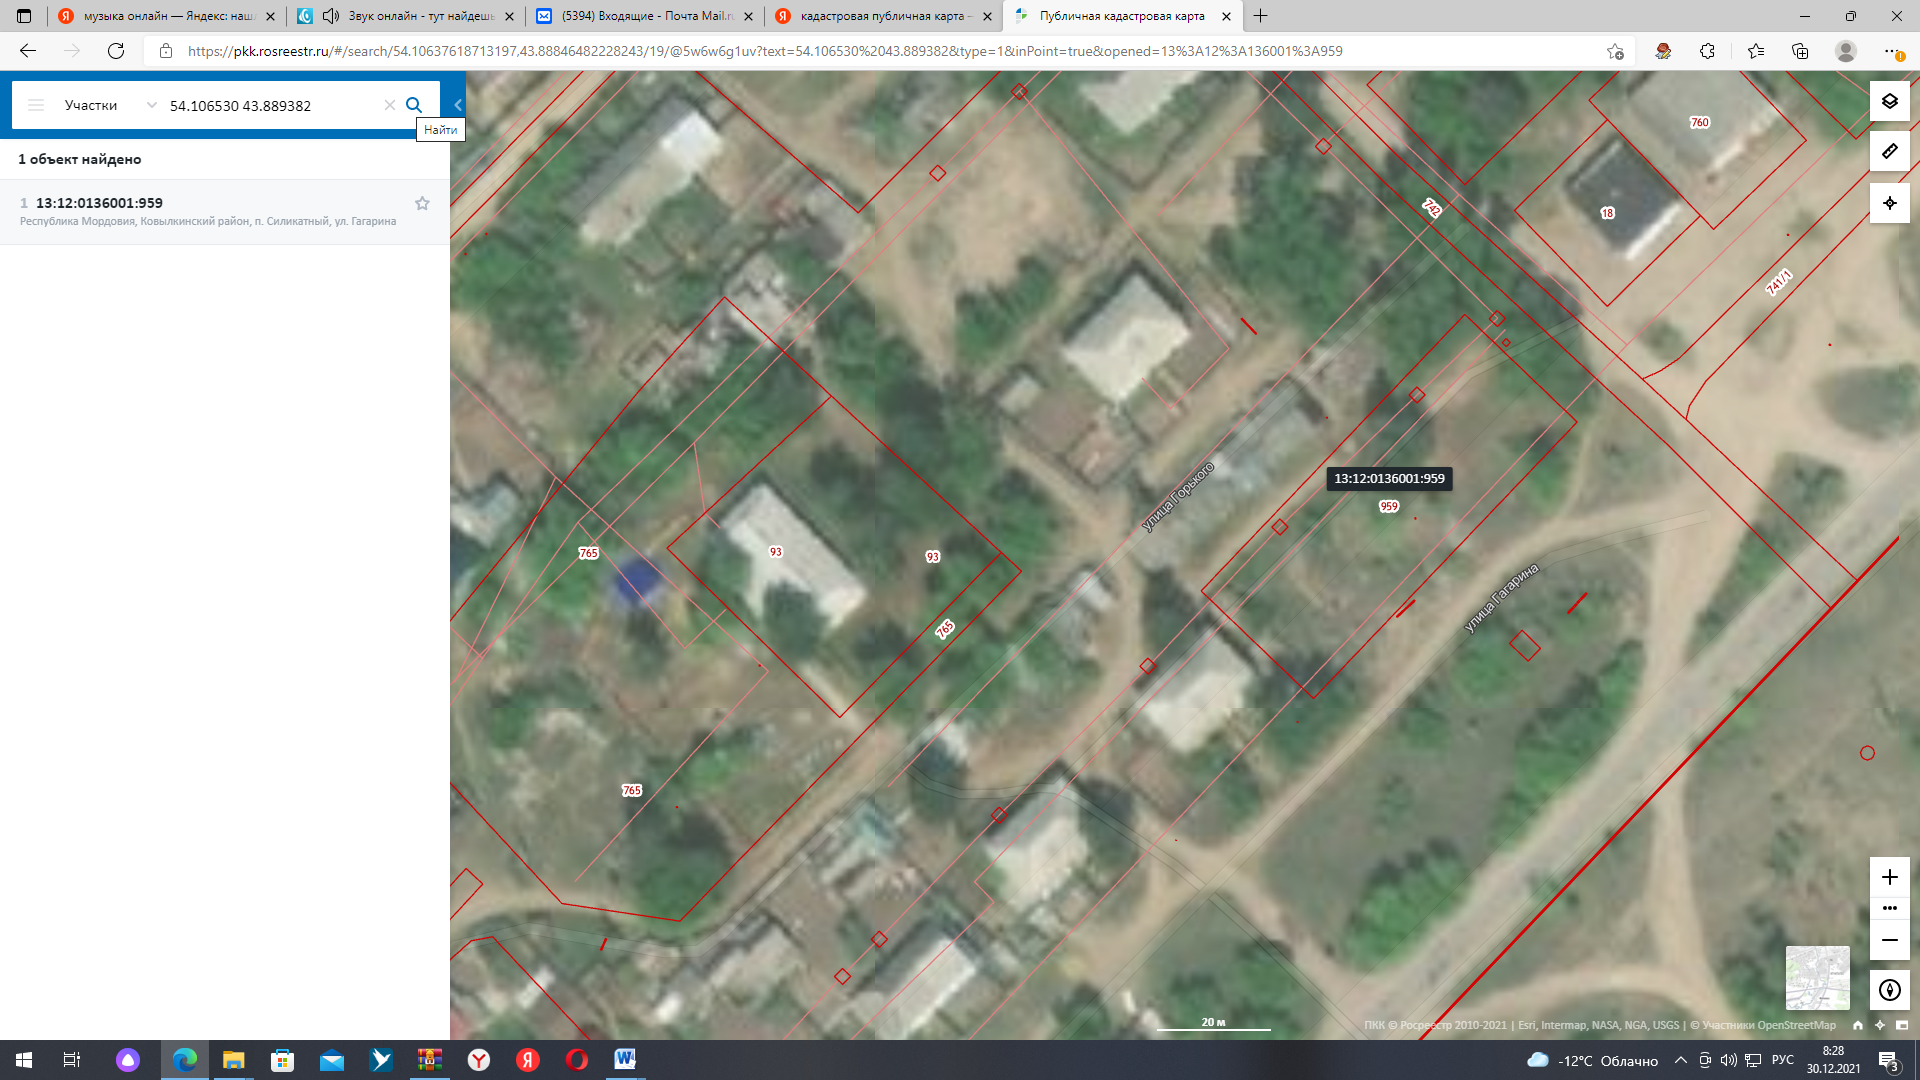 музыка онлайн — Яндекс: наш
Звук онлайн - тут найдешь
(5394) Входящие - Почта Mail.r
кадастровая публичная карта –
Публичная кадастровая карта
https://pkk.rosreestr.ru/#/search/54.10637618713197,43.88846482228243/19/@5w6w6g1uv?text=54.106530%2043.889382&type=1&inPoint=true&opened=13%3A12%3A136001%3A959
Участки
54.106530 43.889382
Найти
1 объект найдено
1 13:12:0136001:959
Республика Мордовия, Ковылкинский район, п. Силикатный, ул. Гагарина
760
742
18
741/1
улица Горького
13:12:0136001:959
959
765
93
93
765
улица Гагарина
765
20 м
ПКК © Росреестр 2010-2021 | Esri, Intermap, NASA, NGA, USGS | © Участники OpenStreetMap
-12°C Облачно
РУС
8:28
30.12.2021
3